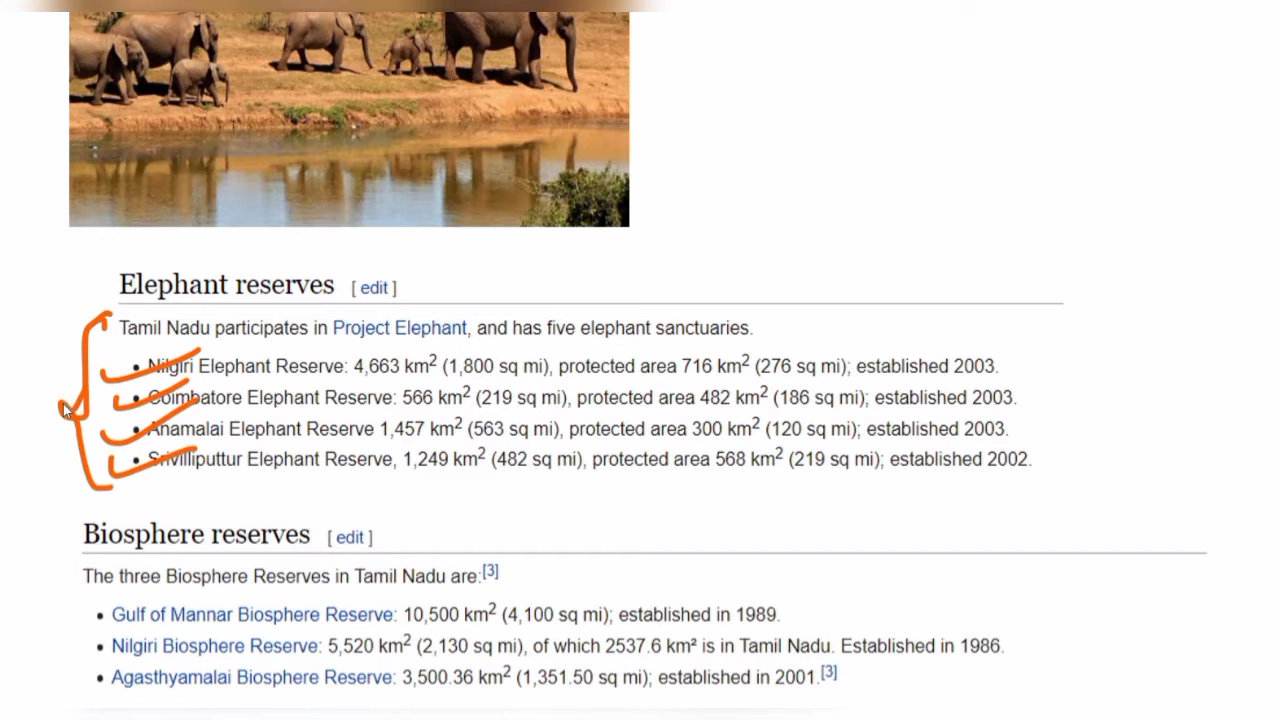 Elephant reserves [ edit ]
Tamil Nadu participates in Project Elephant, and has five elephant sanctuaries.
• Nilgiri Elephant Reserve: 4,663 km² (1,800 sq mi), protected area 716 km² (276 sq mi); established 2003.
• Coimbatore Elephant Reserve: 566 km² (219 sq mi), protected area 482 km² (186 sq mi); established 2003.
• Anamalai Elephant Reserve 1,457 km² (563 sq mi), protected area 300 km² (120 sq mi); established 2003.
• Srivilliputtur Elephant Reserve, 1,249 km² (482 sq mi), protected area 568 km² (219 sq mi); established 2002.
Biosphere reserves [ edit ]
The three Biosphere Reserves in Tamil Nadu are:[3]
• Gulf of Mannar Biosphere Reserve: 10,500 km² (4,100 sq mi); established in 1989.
• Nilgiri Biosphere Reserve: 5,520 km² (2,130 sq mi), of which 2537.6 km² is in Tamil Nadu. Established in 1986.
• Agasthyamalai Biosphere Reserve: 3,500.36 km² (1,351.50 sq mi); established in 2001.[3]